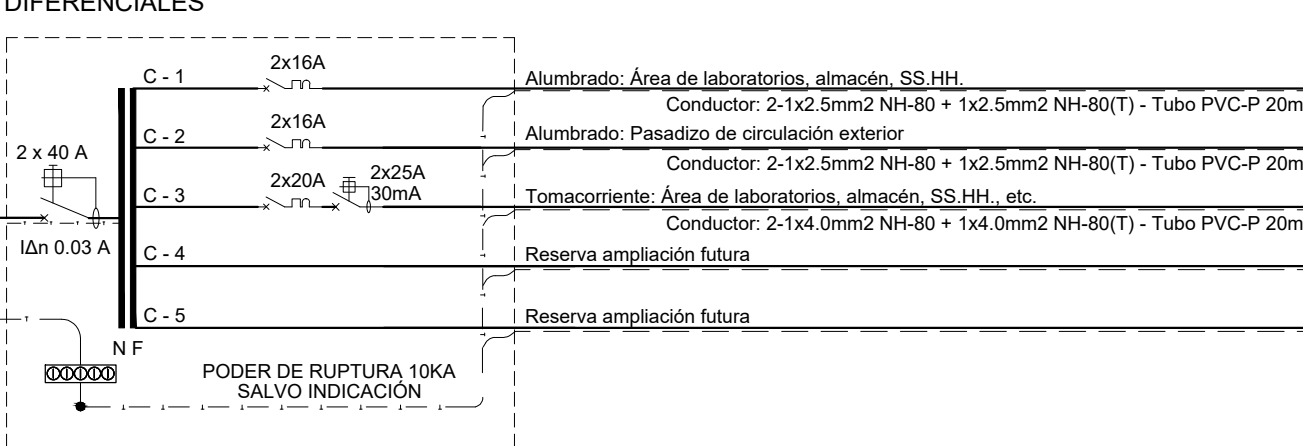 DIFERENCIALES
2x16A
C - 1
Alumbrado: Área de laboratorios, almacén, SS.HH.
Conductor: 2-1x2.5mm2 NH-80 + 1x2.5mm2 NH-80(T) - Tubo PVC-P 20m
2x16A
C - 2
Alumbrado: Pasadizo de circulación exterior
Conductor: 2-1x2.5mm2 NH-80 + 1x2.5mm2 NH-80(T) - Tubo PVC-P 20m
2 x 40 A
C - 3
2x20A
2x25A
30mA
Tomacorriente: Área de laboratorios, almacén, SS.HH., etc.
Conductor: 2-1x4.0mm2 NH-80 + 1x4.0mm2 NH-80(T) - Tubo PVC-P 20m
IΔn 0.03 A
C - 4
Reserva ampliación futura
C - 5
Reserva ampliación futura
N F
PODER DE RUPTURA 10KA
SALVO INDICACIÓN